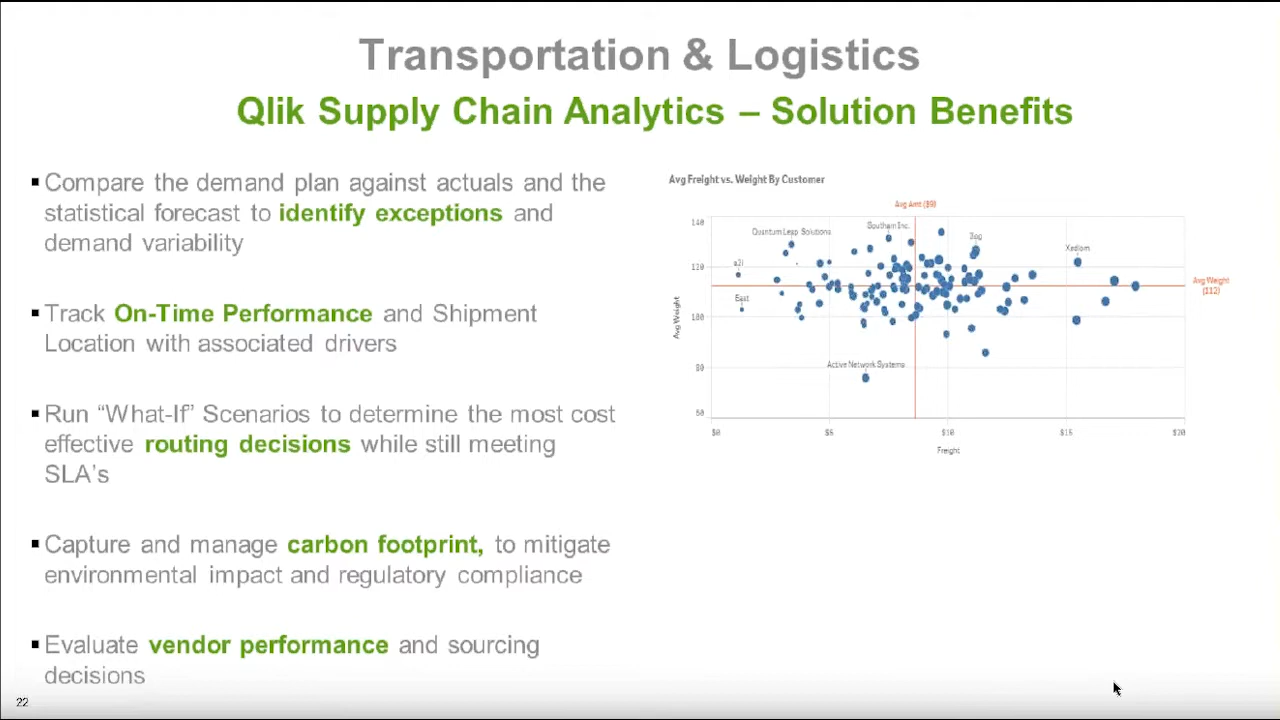 Transportation & Logistics
Qlik Supply Chain Analytics – Solution Benefits
▪ Compare the demand plan against actuals and the
statistical forecast to identify exceptions and
demand variability
▪ Track On-Time Performance and Shipment
Location with associated drivers
▪ Run “What-If” Scenarios to determine the most cost
effective routing decisions while still meeting
SLA’s
▪ Capture and manage carbon footprint, to mitigate
environmental impact and regulatory compliance
▪ Evaluate vendor performance and sourcing
decisions
22
Avg Freight vs. Weight By Customer
Avg Amt ($9)
140
120
100
80
60
Avg Weight
Quantum Leap Solutions
Southern Inc.
Xedlom
a2i
East
Active Network Systems
Avg Weight
(112)
$0
$5
$10
$15
$20
Freight